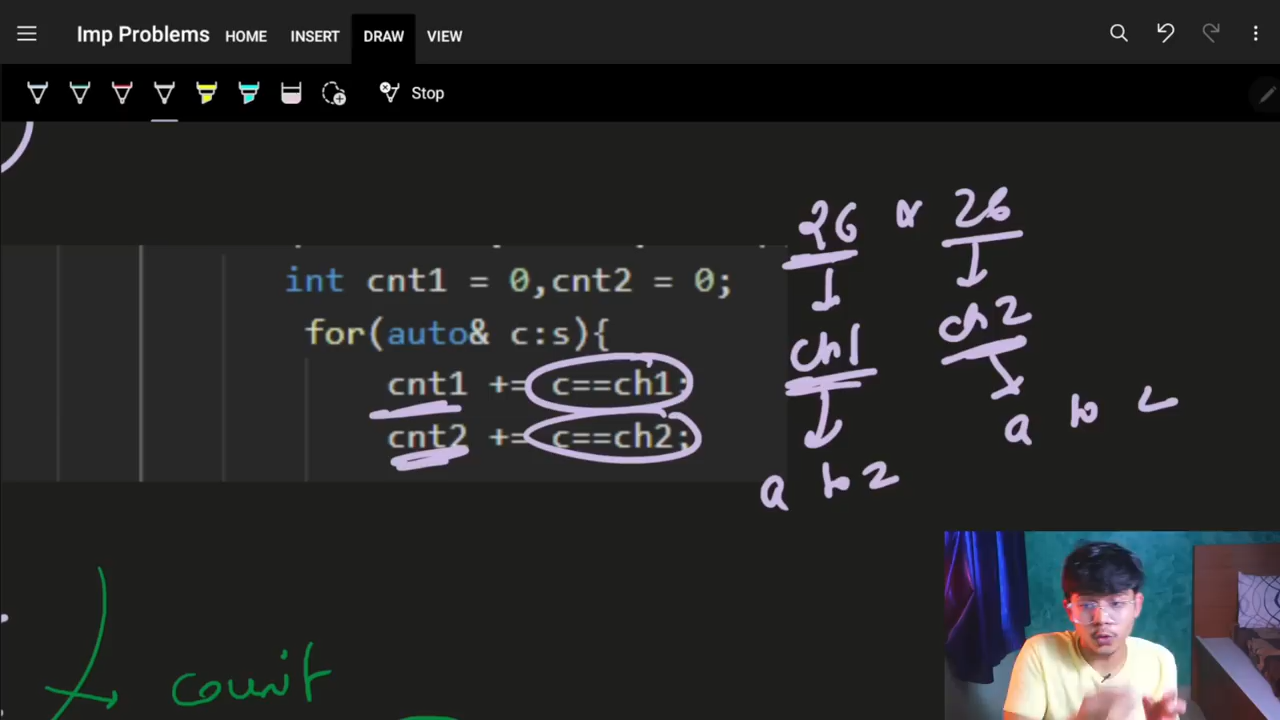 Imp Problems HOME INSERT DRAW VIEW
Stop
26 * 26
int cnt1 = 0,cnt2 = 0;
for(auto& c:s){
ch1 ch2
cnt1 += c==ch1;
cnt2 += c==ch2;
a to z
a to z
count